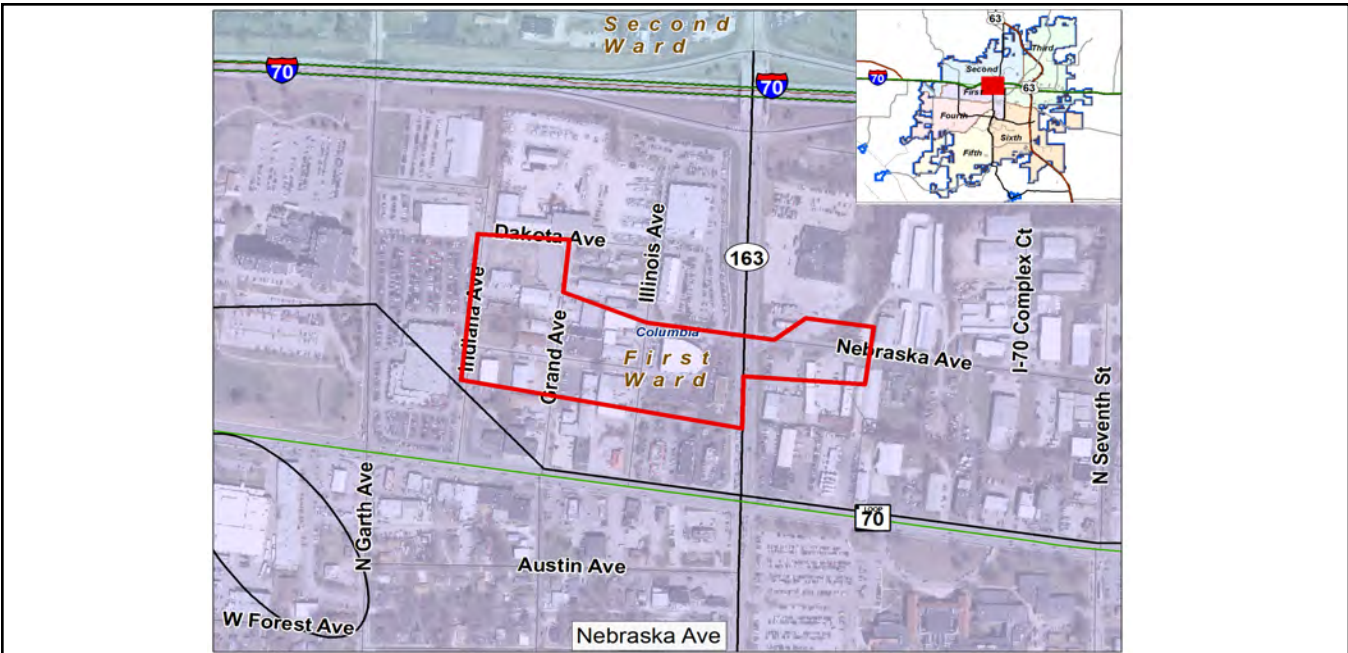 Second
Ward
70
70
63
Third
Second
70
First
63
Fourth
Sixth
Fifth
Dakota Ave
Illinois Ave
163
I-70 Complex Ct
Indiana Ave
Columbia
Grand Ave
First
Ward
Nebraska Ave
N Seventh St
N Garth Ave
LOOP
70
Austin Ave
W Forest Ave
Nebraska Ave